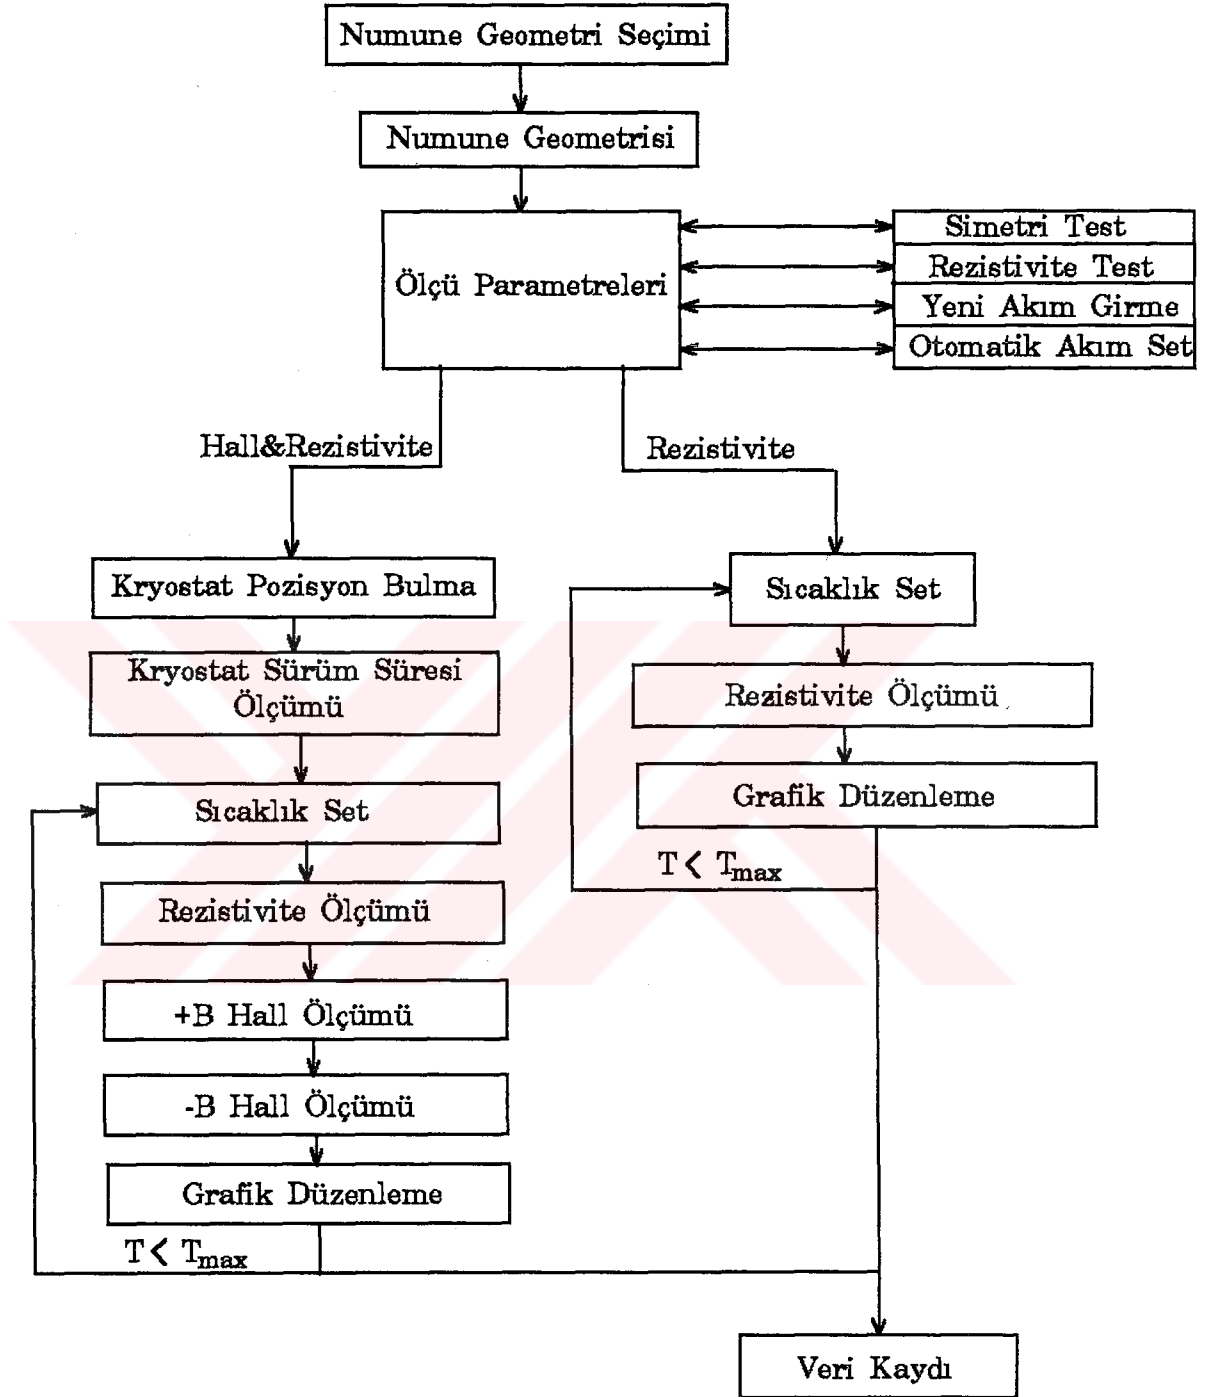 Numune Geometri Seçimi
Numune Geometrisi
Ölçü Parametreleri
Simetri Test
Rezistivite Test
Yeni Akım Girme
Otomatik Akım Set
Hall&Rezistivite
Rezistivite
Kryostat Pozisyon Bulma
Kryostat Sürüm Süresi
Ölçümü
Sıcaklık Set
Rezistivite Ölçümü
+B Hall Ölçümü
-B Hall Ölçümü
Grafik Düzenleme
T < Tmax
Sıcaklık Set
Rezistivite Ölçümü
Grafik Düzenleme
T < Tmax
Veri Kaydı